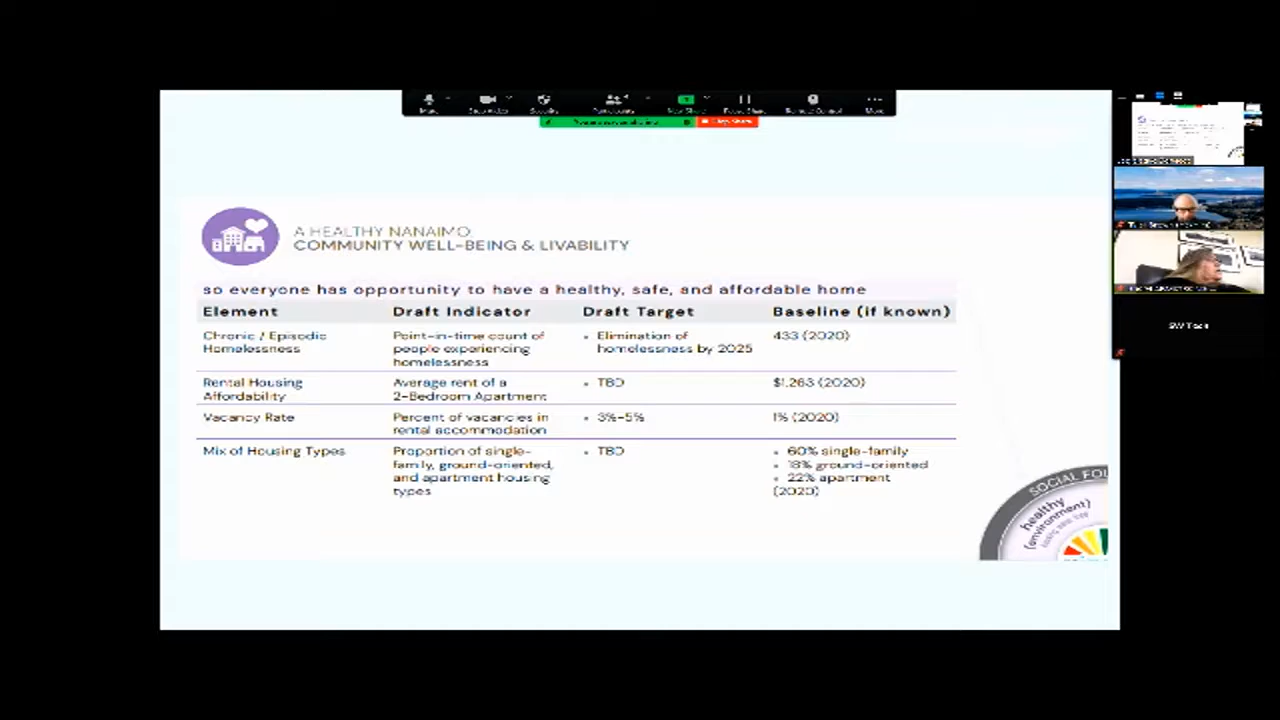 A HEALTHY NANAIMO:
COMMUNITY WELL-BEING & LIVABILITY
so everyone has opportunity to have a healthy, safe, and affordable home
Element Draft Indicator Draft Target Baseline (if known)
Chronic / Episodic Homelessness
Point-in-time count of people experiencing homelessness
• Elimination of homelessness by 2025
433 (2020)
Rental Housing Affordability
Average rent of a 2-Bedroom Apartment
• TBD
$1,263 (2020)
Vacancy Rate
Percent of vacancies in rental accommodation
• 3%-5%
1% (2020)
Mix of Housing Types
Proportion of single-family, ground-oriented, and apartment housing types
• TBD
• 60% single-family
• 18% ground-oriented
• 22% apartment
(2020)
SOCIAL
healthy
(environment)